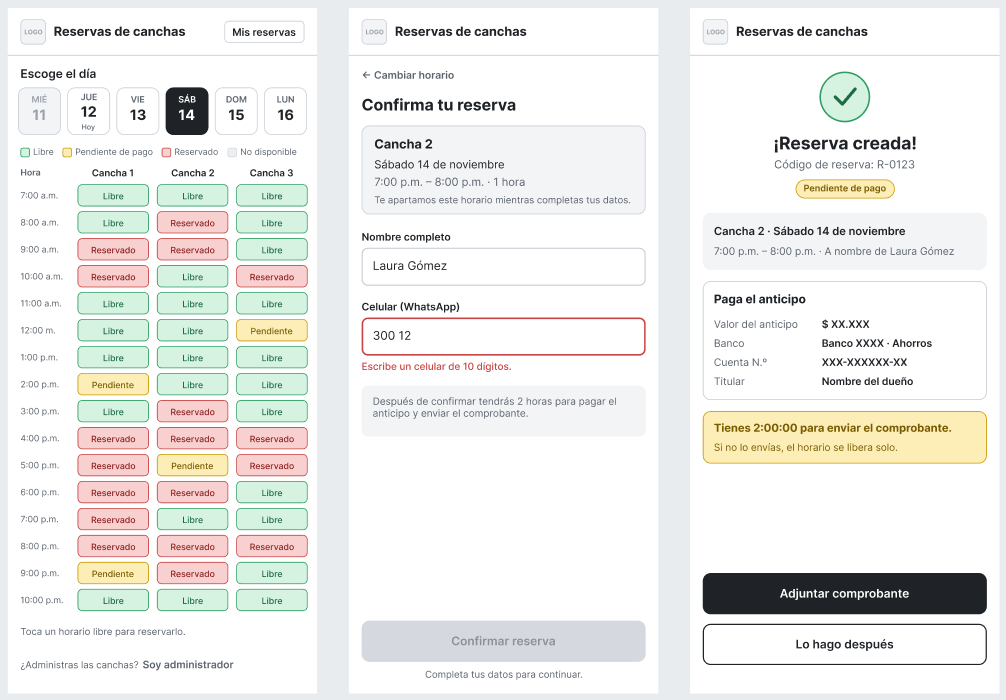 LOGO Reservas de canchas Mis reservas
Escoge el día
MIÉ JUE VIE SÁB DOM LUN
11 12 13 14 15 16
Hoy
Libre Pendiente de pago Reservado No disponible
Hora Cancha 1 Cancha 2 Cancha 3
7:00 a.m. Libre Libre Libre
8:00 a.m. Libre Reservado Libre
9:00 a.m. Reservado Reservado Libre
10:00 a.m. Reservado Libre Reservado
11:00 a.m. Libre Libre Libre
12:00 m. Libre Libre Pendiente
1:00 p.m. Libre Libre Libre
2:00 p.m. Pendiente Libre Libre
3:00 p.m. Libre Reservado Libre
4:00 p.m. Reservado Reservado Reservado
5:00 p.m. Reservado Pendiente Reservado
6:00 p.m. Reservado Reservado Libre
7:00 p.m. Reservado Libre Libre
8:00 p.m. Reservado Reservado Reservado
9:00 p.m. Pendiente Reservado Libre
10:00 p.m. Libre Libre Libre
Toca un horario libre para reservarlo.
¿Administras las canchas? Soy administrador
LOGO Reservas de canchas
← Cambiar horario
Confirma tu reserva
Cancha 2
Sábado 14 de noviembre
7:00 p.m. – 8:00 p.m. · 1 hora
Te apartamos este horario mientras completas tus datos.
Nombre completo
Laura Gómez
Celular (WhatsApp)
300 12
Escribe un celular de 10 dígitos.
Después de confirmar tendrás 2 horas para pagar el
anticipo y enviar el comprobante.
Confirmar reserva
Completa tus datos para continuar.
LOGO Reservas de canchas
¡Reserva creada!
Código de reserva: R-0123
Pendiente de pago
Cancha 2 · Sábado 14 de noviembre
7:00 p.m. – 8:00 p.m. · A nombre de Laura Gómez
Paga el anticipo
Valor del anticipo $ XX.XXX
Banco Banco XXXX · Ahorros
Cuenta N.º XXX-XXXXXX-XX
Titular Nombre del dueño
Tienes 2:00:00 para enviar el comprobante.
Si no lo envías, el horario se libera solo.
Adjuntar comprobante
Lo hago después